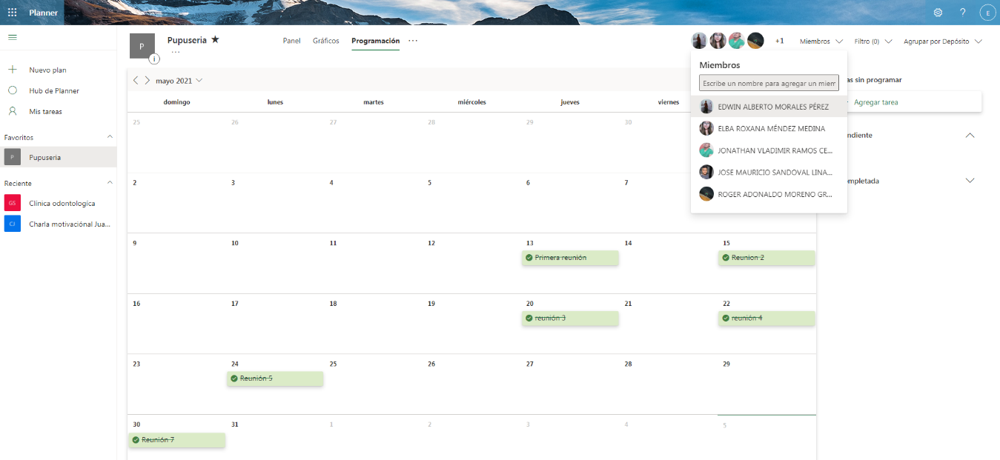 Planner
?
E
P
Pupuseria ★
...
i
Panel
Gráficos
Programación
...
+1
Miembros
Filtro (0)
Agrupar por Depósito
Nuevo plan
Hub de Planner
Mis tareas
Favoritos
P
Pupuseria
Reciente
GS
Clínica odontologíca
CJ
Charla motivaciónal Jua...
mayo 2021
domingo
lunes
martes
miércoles
jueves
viernes
25
26
27
28
29
30
2
3
4
5
6
7
9
10
11
12
13
14
15
Primera reunión
Reunion 2
16
17
18
19
20
21
22
reunión 3
reunión 4
23
24
25
26
27
28
29
Reunión 5
30
31
1
2
3
4
5
Reunión 7
Miembros
Escribe un nombre para agregar un miem
EDWIN ALBERTO MORALES PÉREZ
ELBA ROXANA MÉNDEZ MEDINA
JONATHAN VLADIMIR RAMOS CE...
JOSE MAURICIO SANDOVAL LINA...
ROGER ADONALDO MORENO GR...
as sin programar
Agregar tarea
ndiente
mpletada